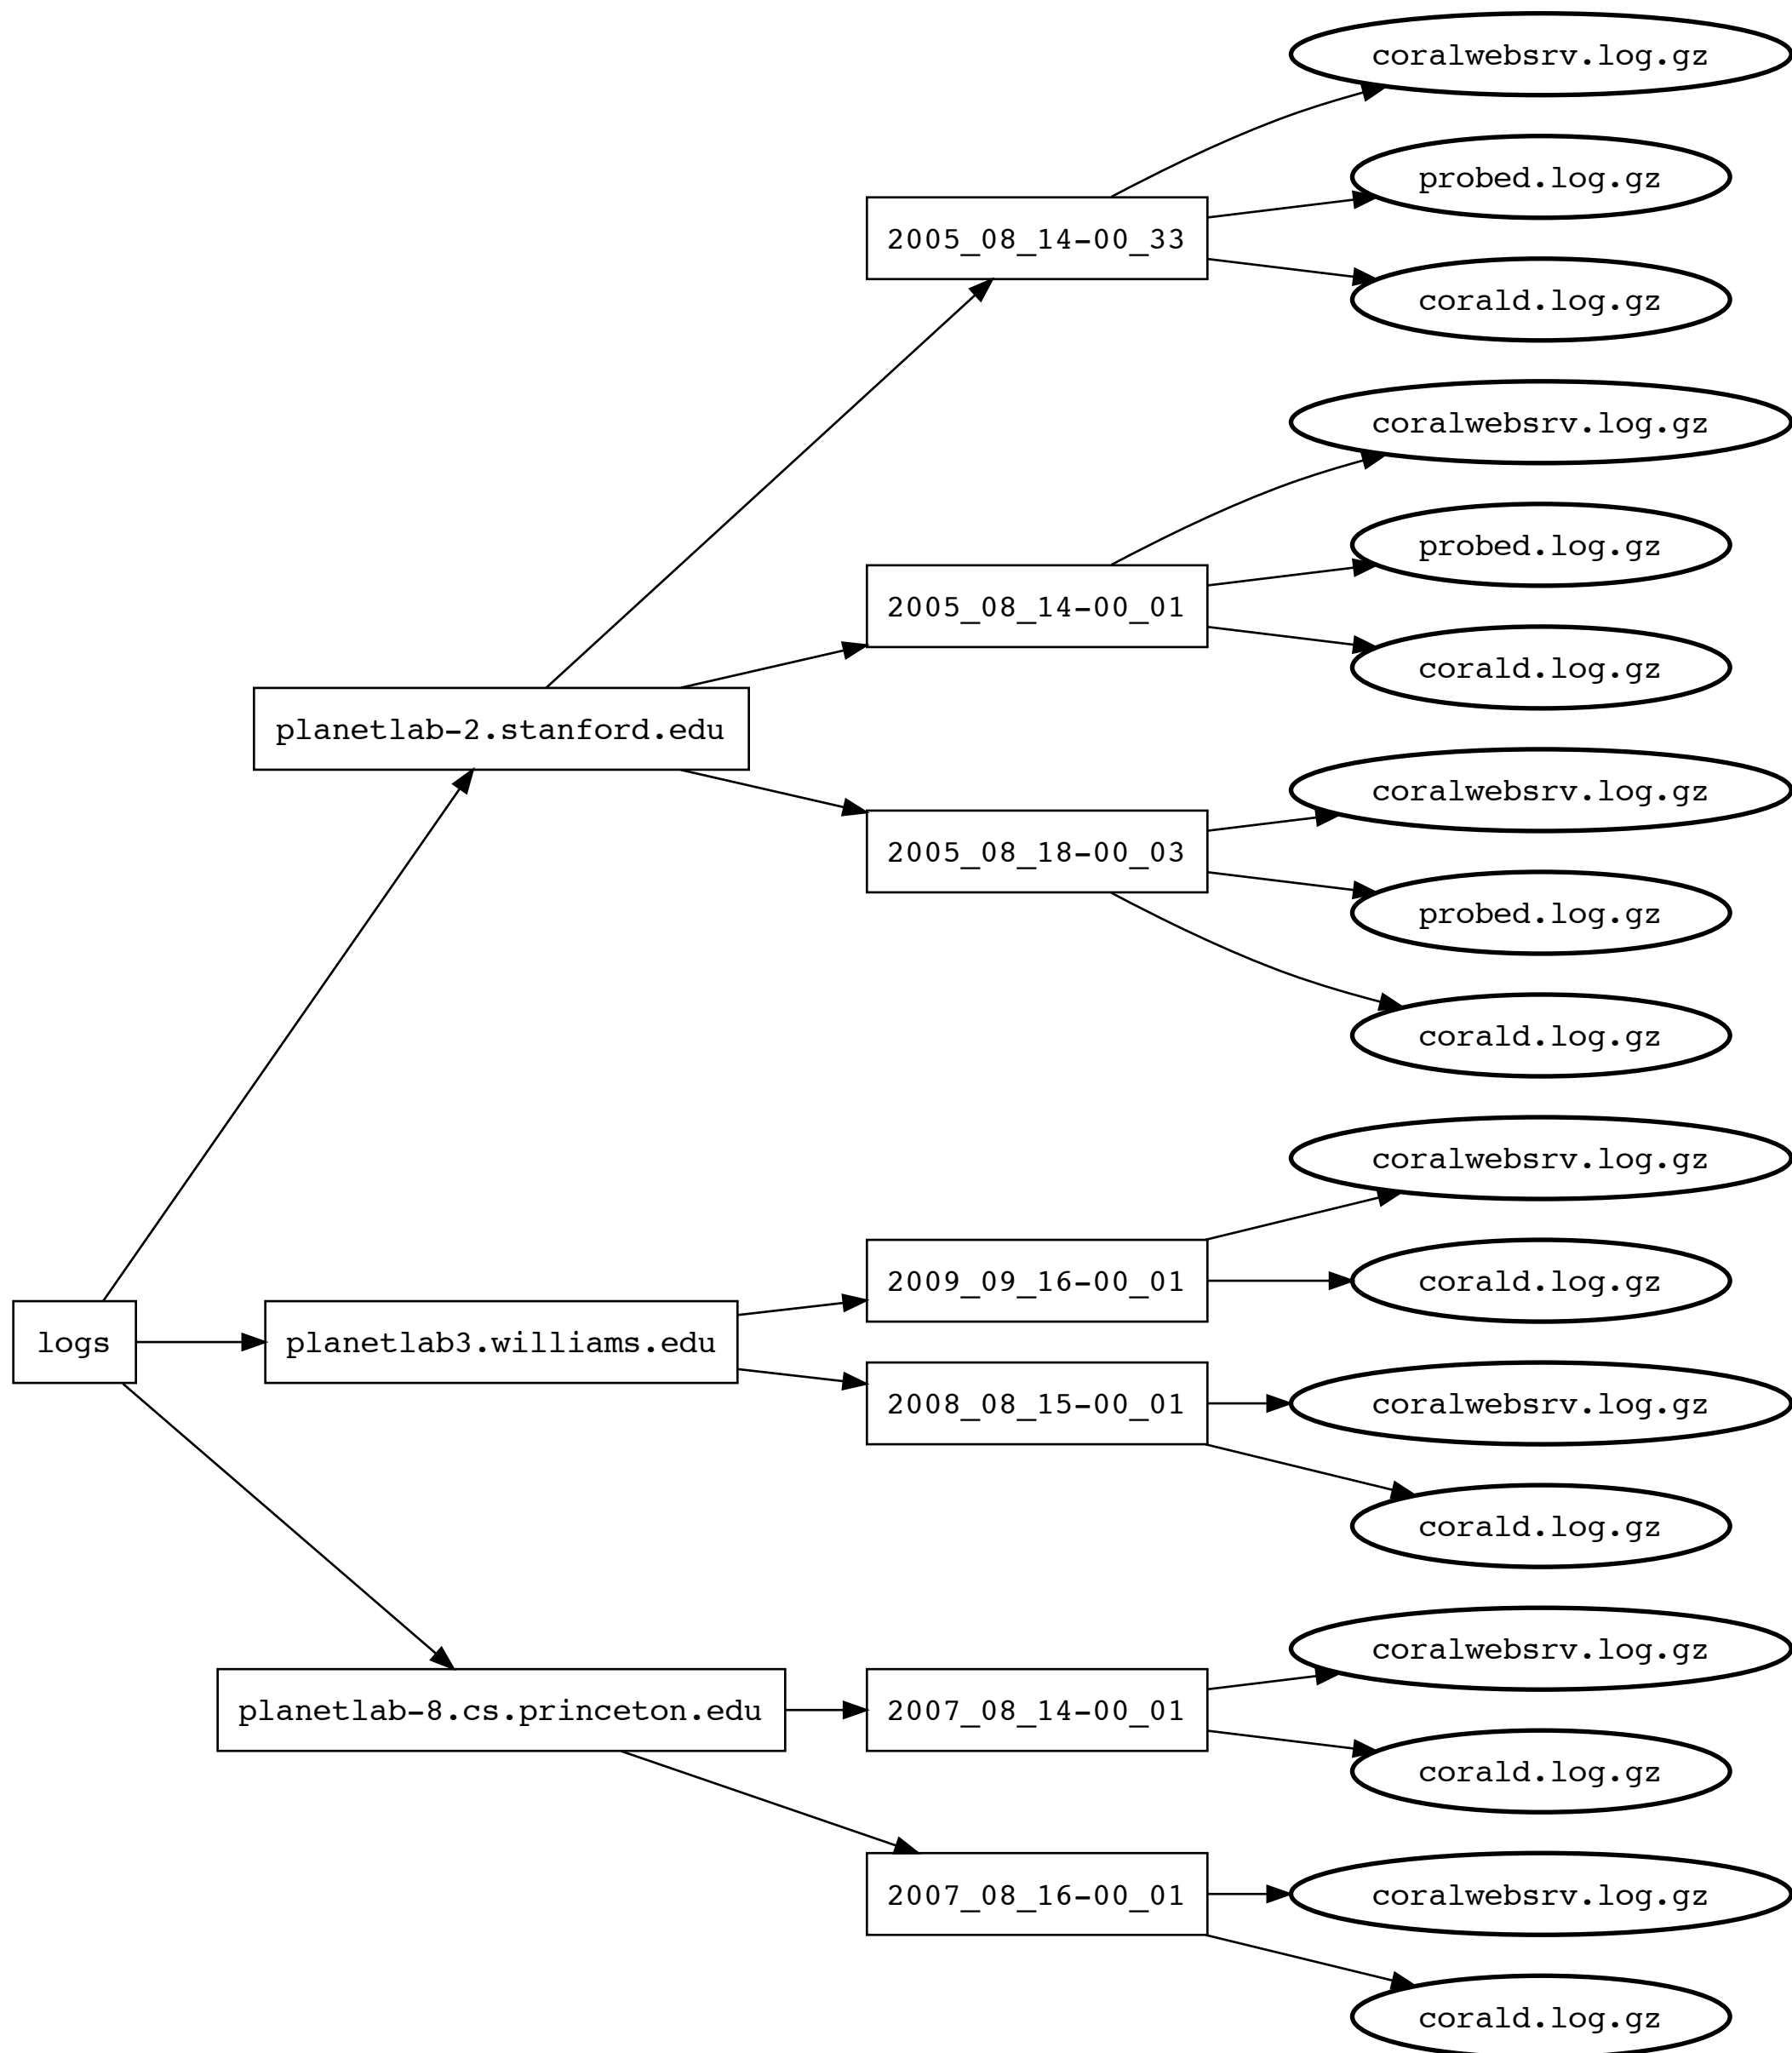 logs
planetlab-2.stanford.edu
2005_08_14-00_33
coralwebsrv.log.gz
probed.log.gz
corald.log.gz
2005_08_14-00_01
coralwebsrv.log.gz
probed.log.gz
corald.log.gz
2005_08_18-00_03
coralwebsrv.log.gz
probed.log.gz
corald.log.gz
planetlab3.williams.edu
2009_09_16-00_01
coralwebsrv.log.gz
corald.log.gz
2008_08_15-00_01
coralwebsrv.log.gz
corald.log.gz
planetlab-8.cs.princeton.edu
2007_08_14-00_01
coralwebsrv.log.gz
corald.log.gz
2007_08_16-00_01
coralwebsrv.log.gz
corald.log.gz